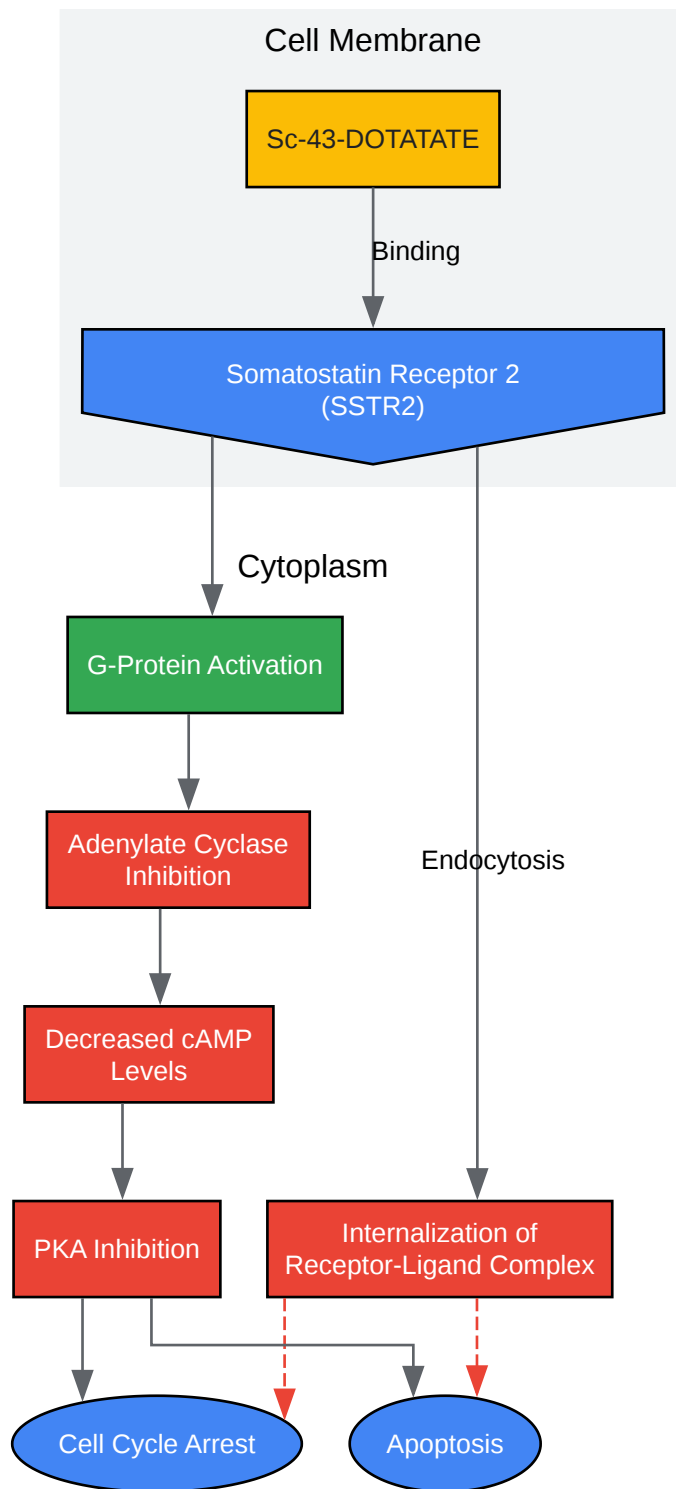 Cell Membrane
Sc-43-DOTATATE
Binding
Somatostatin Receptor 2
(SSTR2)
Cytoplasm
G-Protein Activation
Adenylate Cyclase
Inhibition
Endocytosis
Decreased cAMP
Levels
PKA Inhibition
Internalization of
Receptor-Ligand Complex
Cell Cycle Arrest
Apoptosis